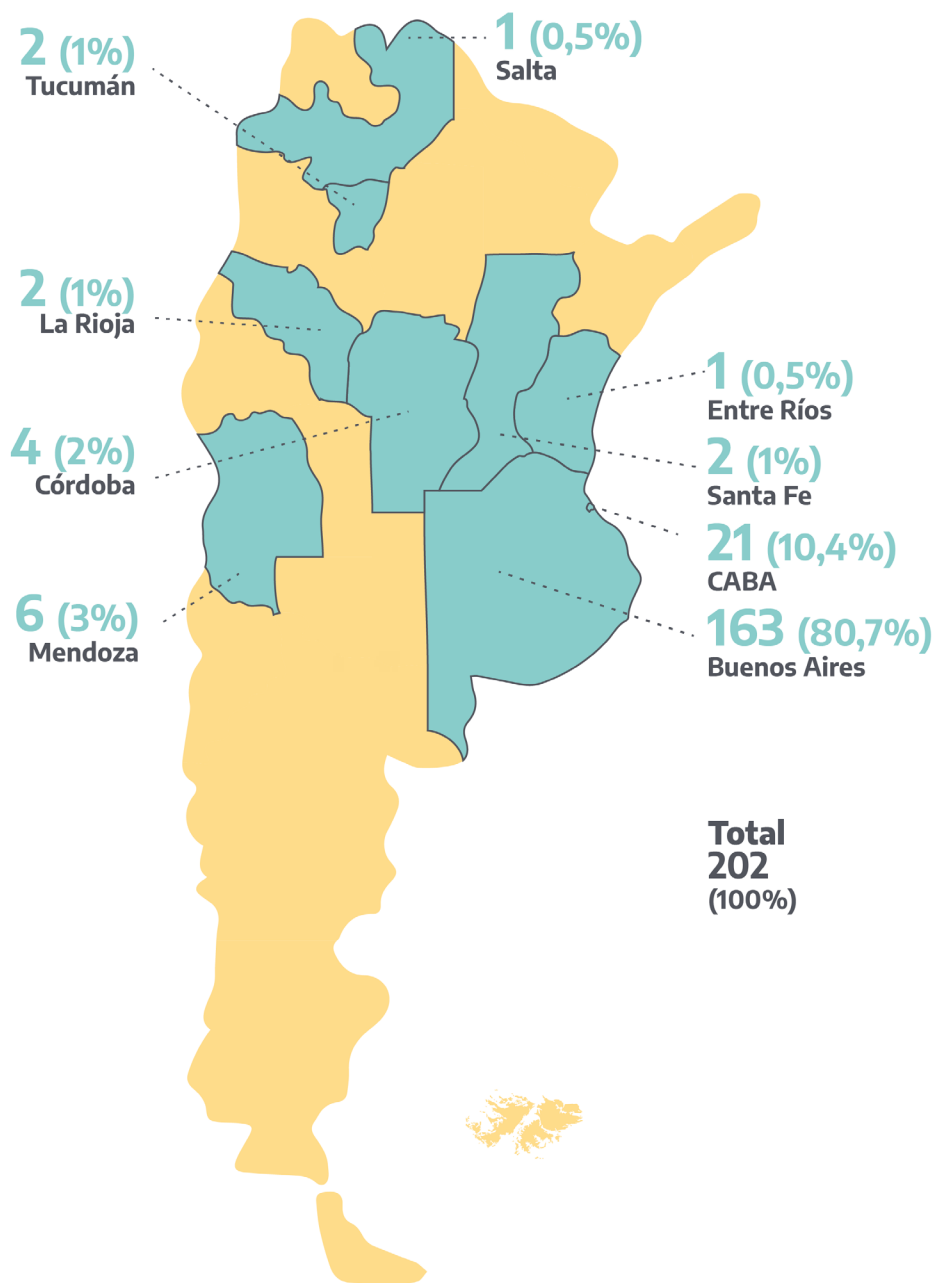 2 (1%)
Tucumán
1 (0,5%)
Salta
2 (1%)
La Rioja
4 (2%)
Córdoba
6 (3%)
Mendoza
1 (0,5%)
Entre Ríos
2 (1%)
Santa Fe
21 (10,4%)
CABA
163 (80,7%)
Buenos Aires
Total
202
(100%)